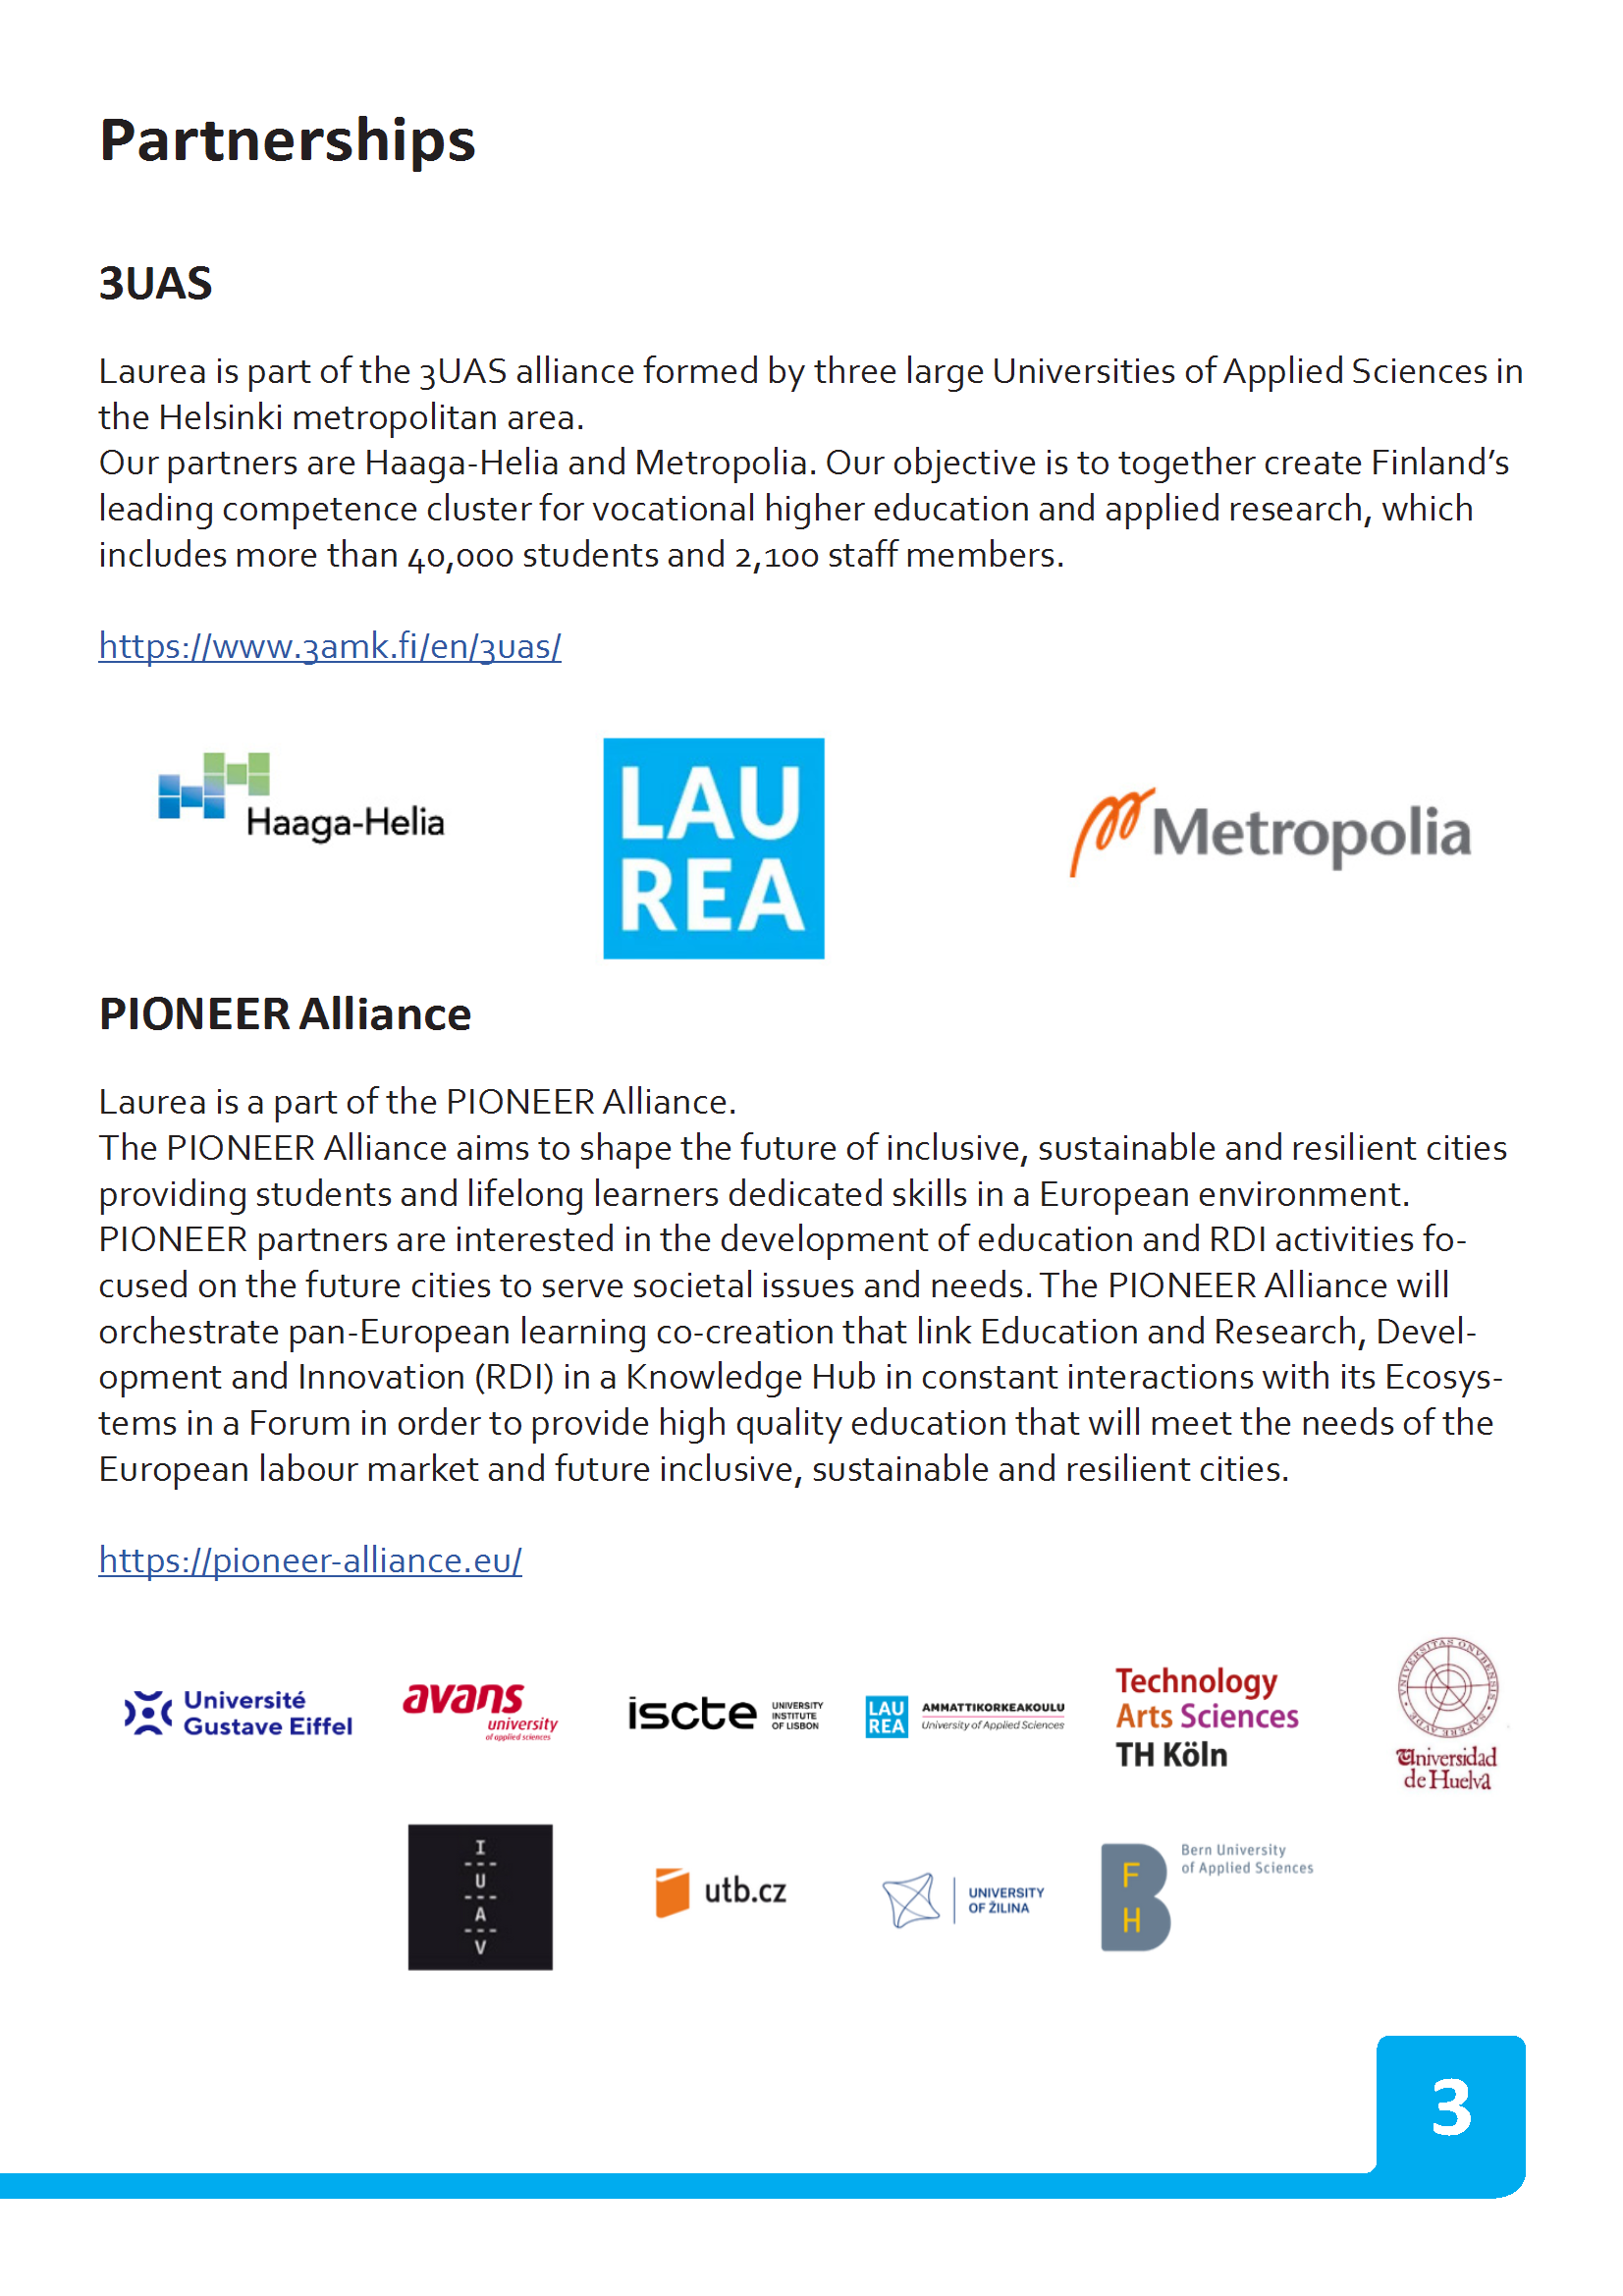 Partnerships
3UAS
Laurea is part of the 3UAS alliance formed by three large Universities of Applied Sciences in
the Helsinki metropolitan area.
Our partners are Haaga-Helia and Metropolia. Our objective is to together create Finland’s
leading competence cluster for vocational higher education and applied research, which
includes more than 40,000 students and 2,100 staff members.
https://www.3amk.fi/en/3uas/
Haaga-Helia
LAU
REA
Metropolia
PIONEER Alliance
Laurea is a part of the PIONEER Alliance.
The PIONEER Alliance aims to shape the future of inclusive, sustainable and resilient cities
providing students and lifelong learners dedicated skills in a European environment.
PIONEER partners are interested in the development of education and RDI activities fo-
cused on the future cities to serve societal issues and needs. The PIONEER Alliance will
orchestrate pan-European learning co-creation that link Education and Research, Devel-
opment and Innovation (RDI) in a Knowledge Hub in constant interactions with its Ecosys-
tems in a Forum in order to provide high quality education that will meet the needs of the
European labour market and future inclusive, sustainable and resilient cities.
https://pioneer-alliance.eu/
Université
Gustave Eiffel
avans
university
of applied sciences
iscte
UNIVERSITY
INSTITUTE
OF LISBON
LAU
REA
AMMATTIKORKEAKOULU
University of Applied Sciences
Technology
Arts Sciences
TH Köln
VNIVERSITAS ONVBENSIS
SAPERE AVDE
Universidad
de Huelva
I
U
A
V
utb.cz
UNIVERSITY
OF ŽILINA
B
F
H
Bern University
of Applied Sciences
3